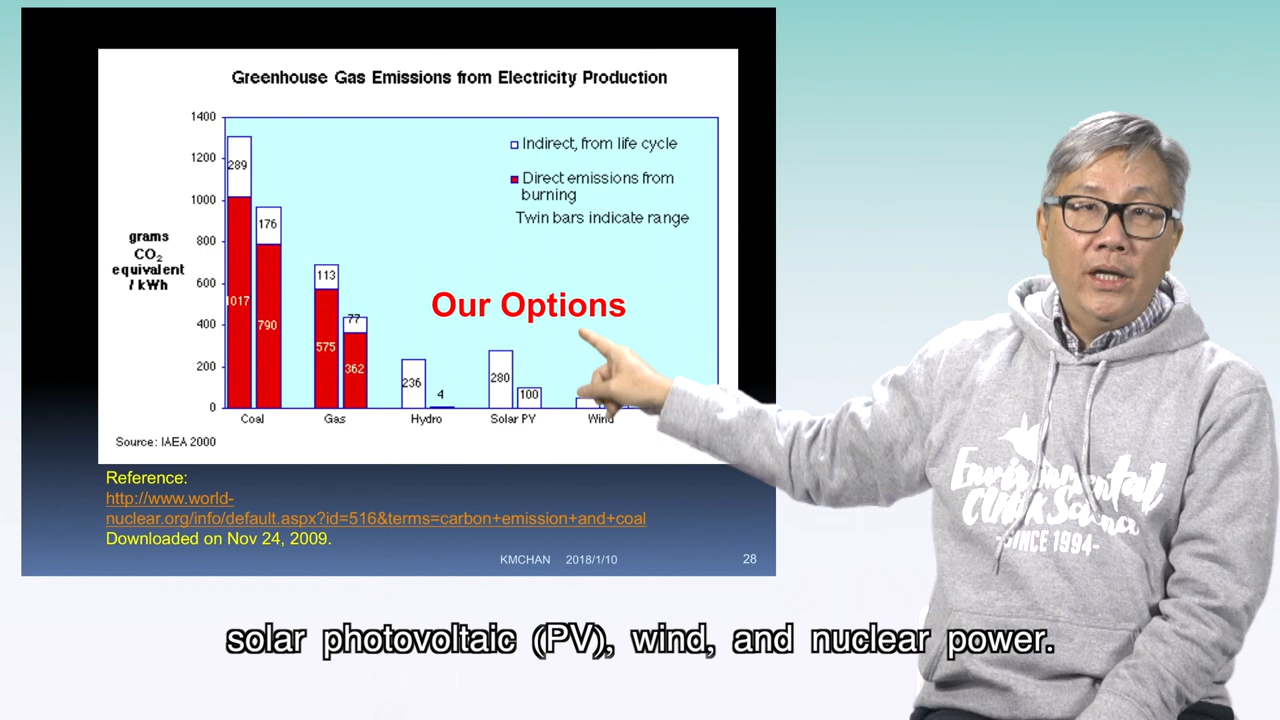 Greenhouse Gas Emissions from Electricity Production
1400
1200
1000
800
600
400
200
0
grams
CO₂
equivalent
/ kWh
Indirect, from life cycle
Direct emissions from
burning
Twin bars indicate range
289
1017
176
790
113
575
77
362
236
4
280
100
Our Options
Coal
Gas
Hydro
Solar PV
Wind
Source: IAEA 2000
Reference:
http://www.world-
nuclear.org/info/default.aspx?id=516&terms=carbon+emission+and+coal
Downloaded on Nov 24, 2009.
KMCHAN 2018/1/10 28
-SINCE 1994-
solar photovoltaic (PV), wind, and nuclear power.